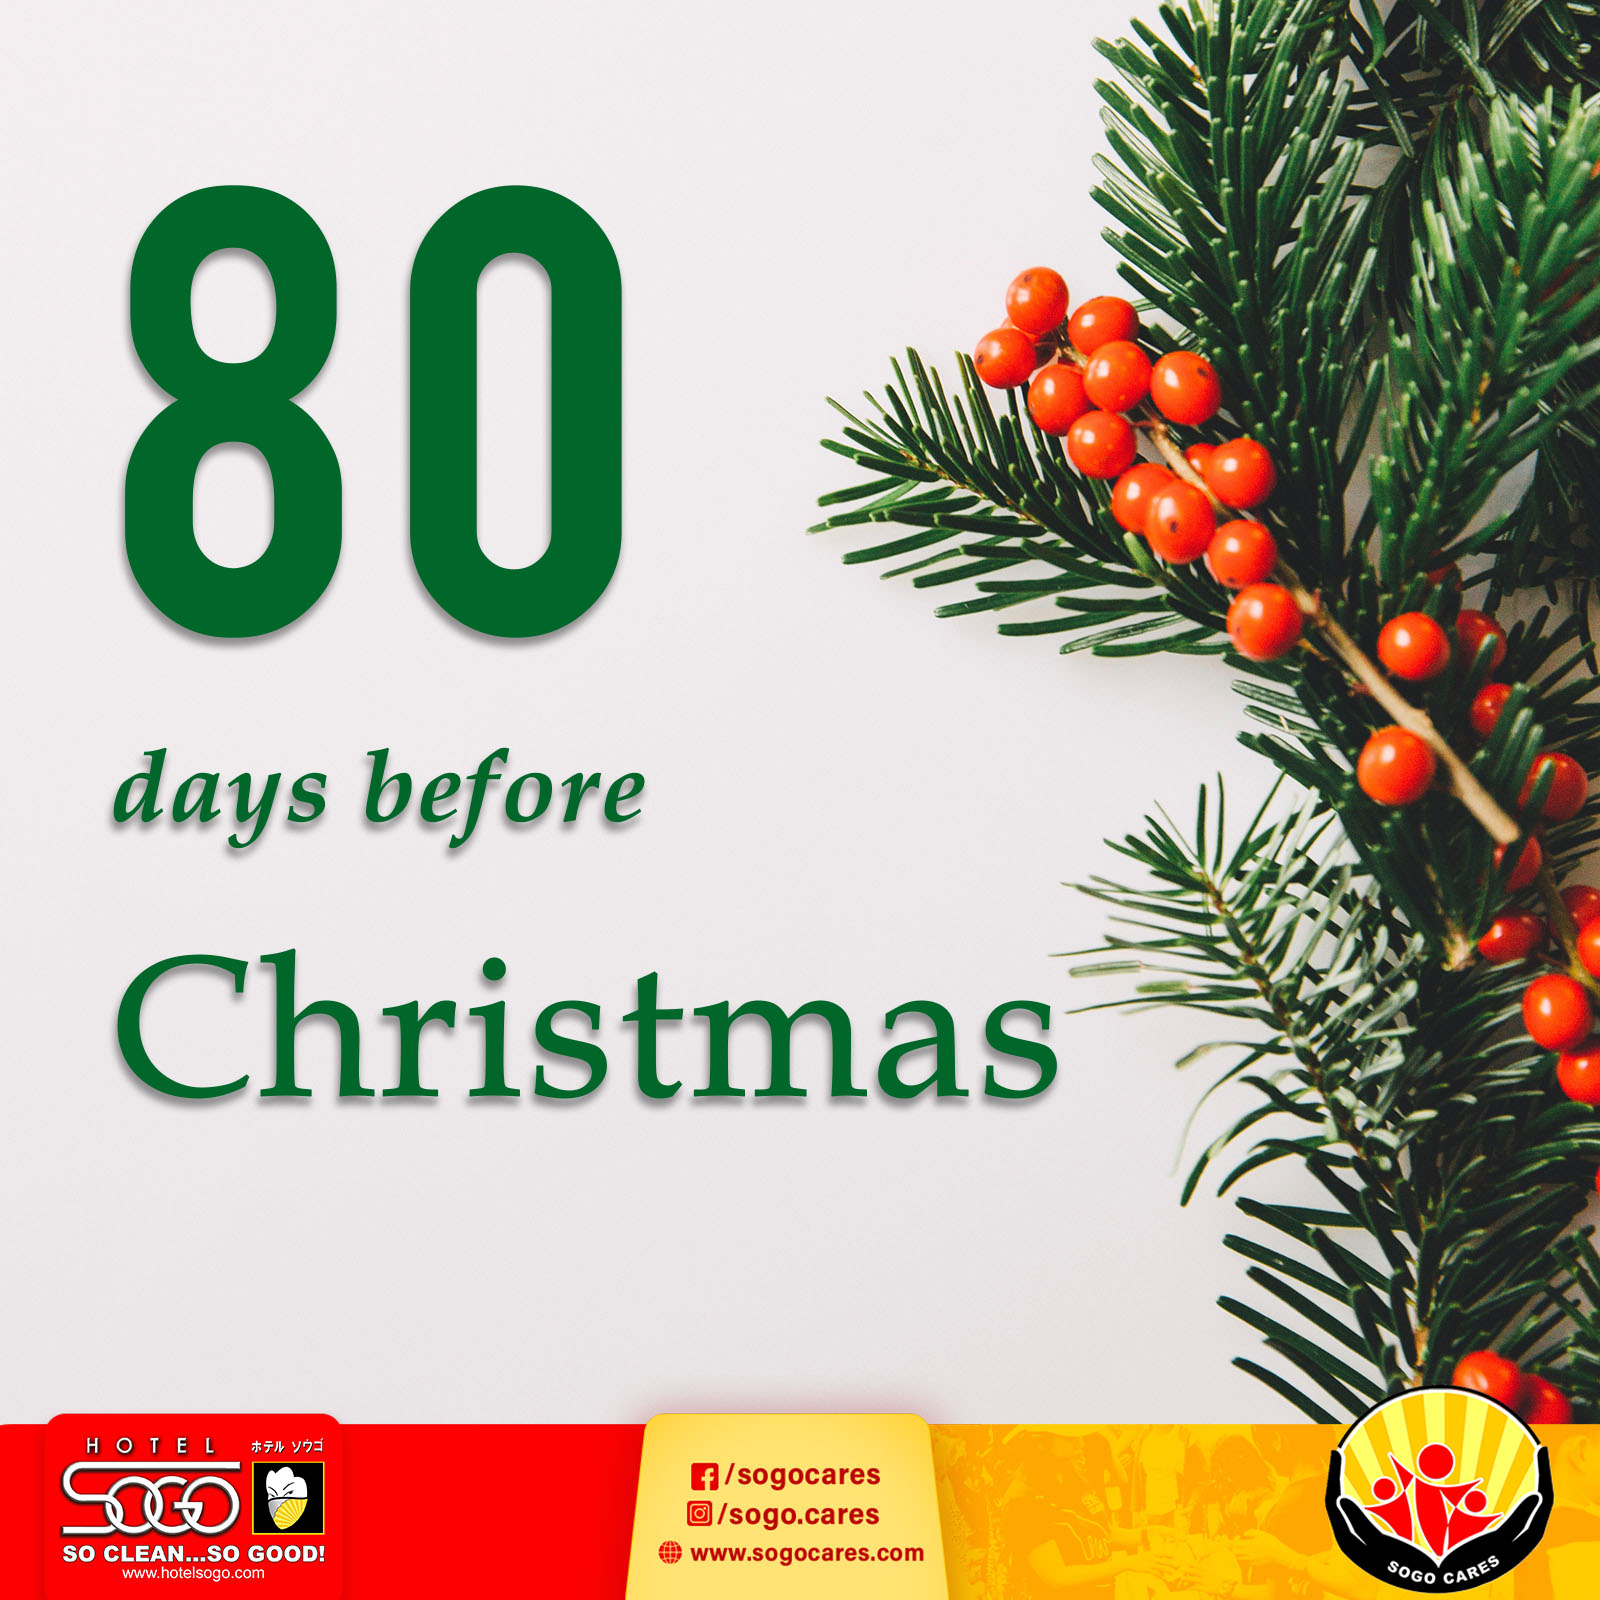 80
days before
Christmas
HOTEL ホテル ソウゴ
SOGO
SO CLEAN...SO GOOD!
www.hotelsogo.com
/sogocares
/sogo.cares
www.sogocares.com
SOGO CARES